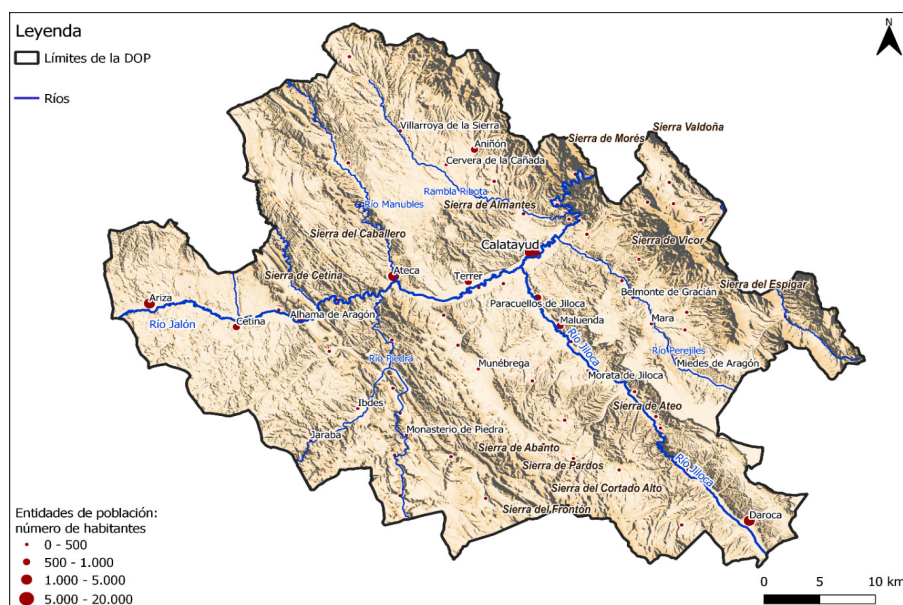 Leyenda
Límites de la DOP
Ríos
N
Villarroya de la Sierra
Aniñón
Cervera de la Cañada
Sierra de Morés
Sierra Valdoña
Rambla Ribota
Río Manubles
Sierra de Almantes
Sierra del Caballero
Calatayud
Sierra de Vicor
Sierra de Cetina
Ateca
Terrer
Sierra del Espigar
Ariza
Belmonte de Gracián
Paracuellos de Jiloca
Río Jalón
Cetina
Alhama de Aragón
Maluenda
Mara
Río Jiloca
Río Piedra
Munébrega
Río Perejiles
Miedes de Aragón
Morata de Jiloca
Ibdes
Sierra de Ateo
Jaraba
Monasterio de Piedra
Sierra de Abanto
Sierra de Pardos
Río Jiloca
Sierra del Cortado Alto
Sierra del Frontón
Daroca
Entidades de población:
número de habitantes
0 - 500
500 - 1.000
1.000 - 5.000
5.000 - 20.000
0 5 10 km